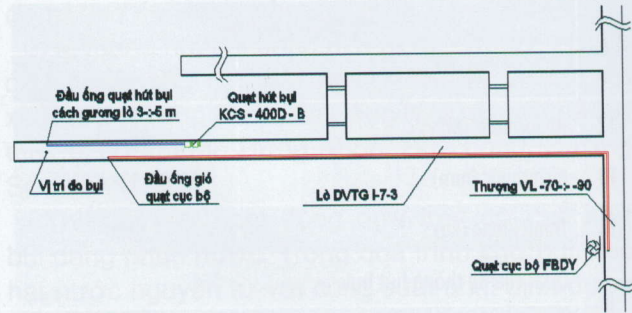 Đầu ống quạt hút bụi
cách gương lò 3-:-5 m
Quạt hút bụi
KCS - 400D - B
Vị trí đo bụi
Đầu ống gió
quạt cục bộ
Lò DVTG I-7-3
Thượng VL -70-:- -90
Quạt cục bộ FBDY